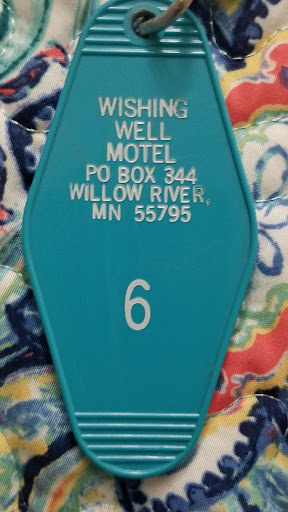 WISHING
WELL
MOTEL
PO BOX 344
WILLOW RIVER,
MN 55795
6